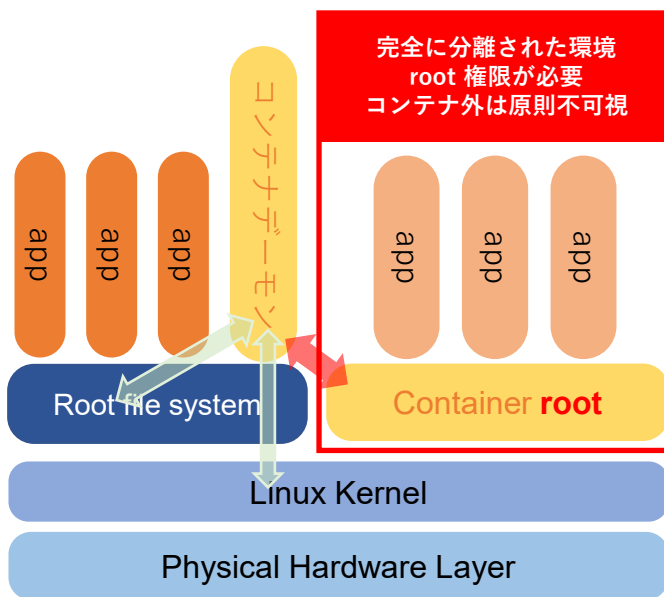 完全に分離された環境
root 権限が必要
コンテナ外は原則不可視
コンテナデーモン
app
app
app
app
app
app
Root file system
Container root
Linux Kernel
Physical Hardware Layer